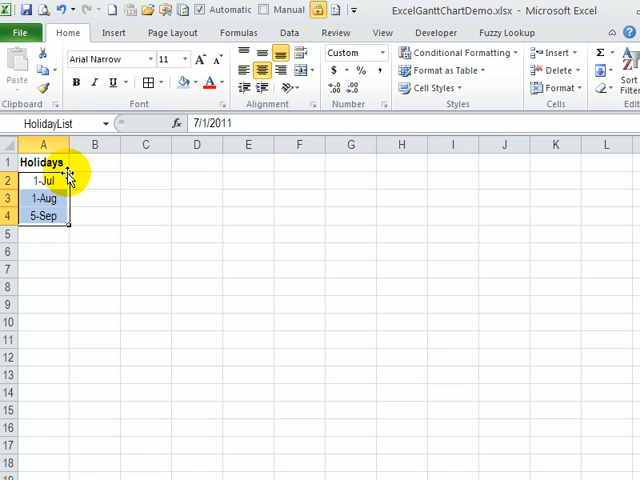 Automatic Manual ExcelGanttChartDemo.xlsx - Microsoft Excel
File Home Insert Page Layout Formulas Data Review View Developer Fuzzy Lookup
Paste
Arial Narrow 11 A A
Custom
Conditional Formatting
Insert
Σ
B I U A
$ % ,
Format as Table
Delete
Sort
Cell Styles
Format
Clipboard Font Alignment Number Styles Cells
HolidayList fx 7/1/2011
A B C D E F G H I J K L
1 Holidays
2 1-Jul
3 1-Aug
4 5-Sep
5
6
7
8
9
10
11
12
13
14
15
16
17
18